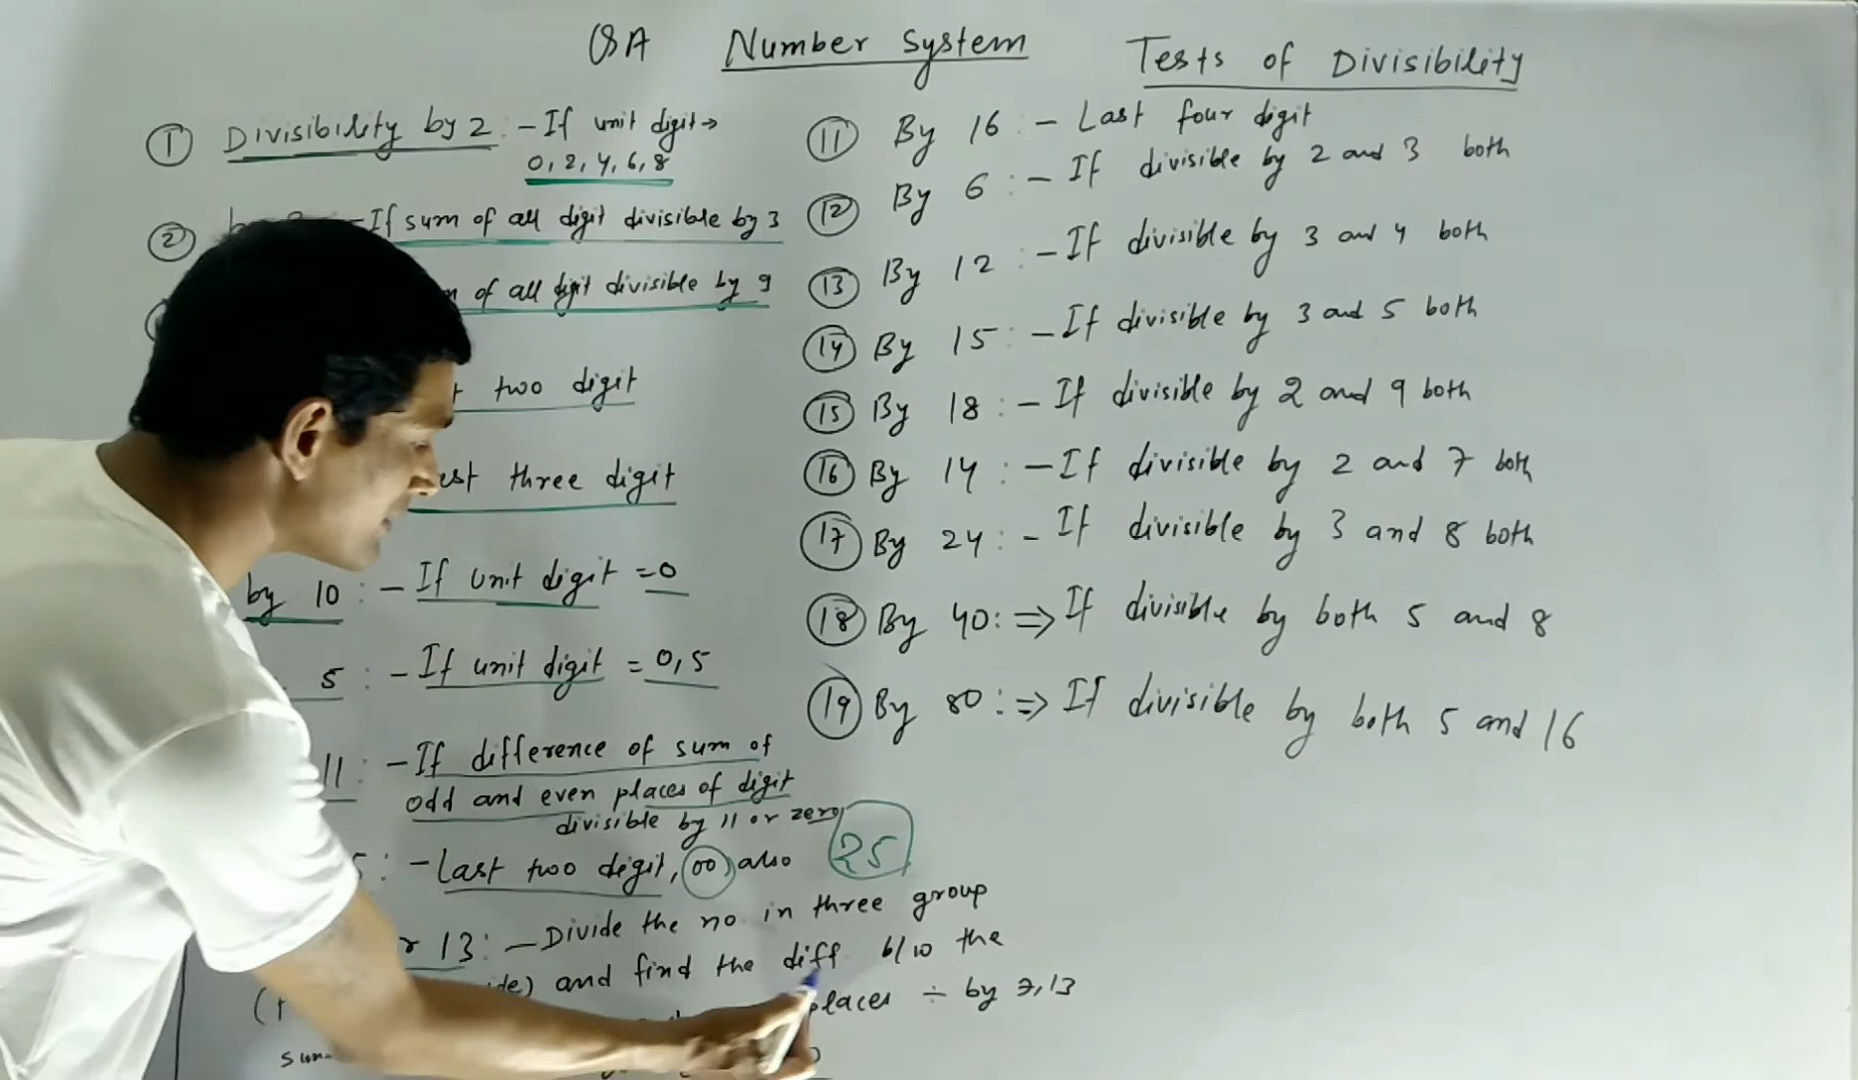 QA Number System Tests of Divisibility
① Divisibility by 2 :- If unit digit→
0, 2, 4, 6, 8
② - If sum of all digit divisible by 3
of all digit divisible by 9
two digit
three digit
by 10 :- If unit digit = 0
5 :- If unit digit = 0, 5
11 :- If difference of sum of
odd and even places of digit
divisible by 11 or zero
: - Last two digit, 00 also 25
13 :- Divide the no. in three group
and find the diff. b/w the
places ÷ by 7, 13
⑪ By 16 :- Last four digit
⑫ By 6 :- If divisible by 2 and 3 both
⑬ By 12 :- If divisible by 3 and 4 both
⑭ By 15 :- If divisible by 3 and 5 both
⑮ By 18 :- If divisible by 2 and 9 both
⑯ By 14 :- If divisible by 2 and 7 both
⑰ By 24 :- If divisible by 3 and 8 both
⑱ By 40 :⇒ If divisible by both 5 and 8
⑲ By 80 :⇒ If divisible by both 5 and 16